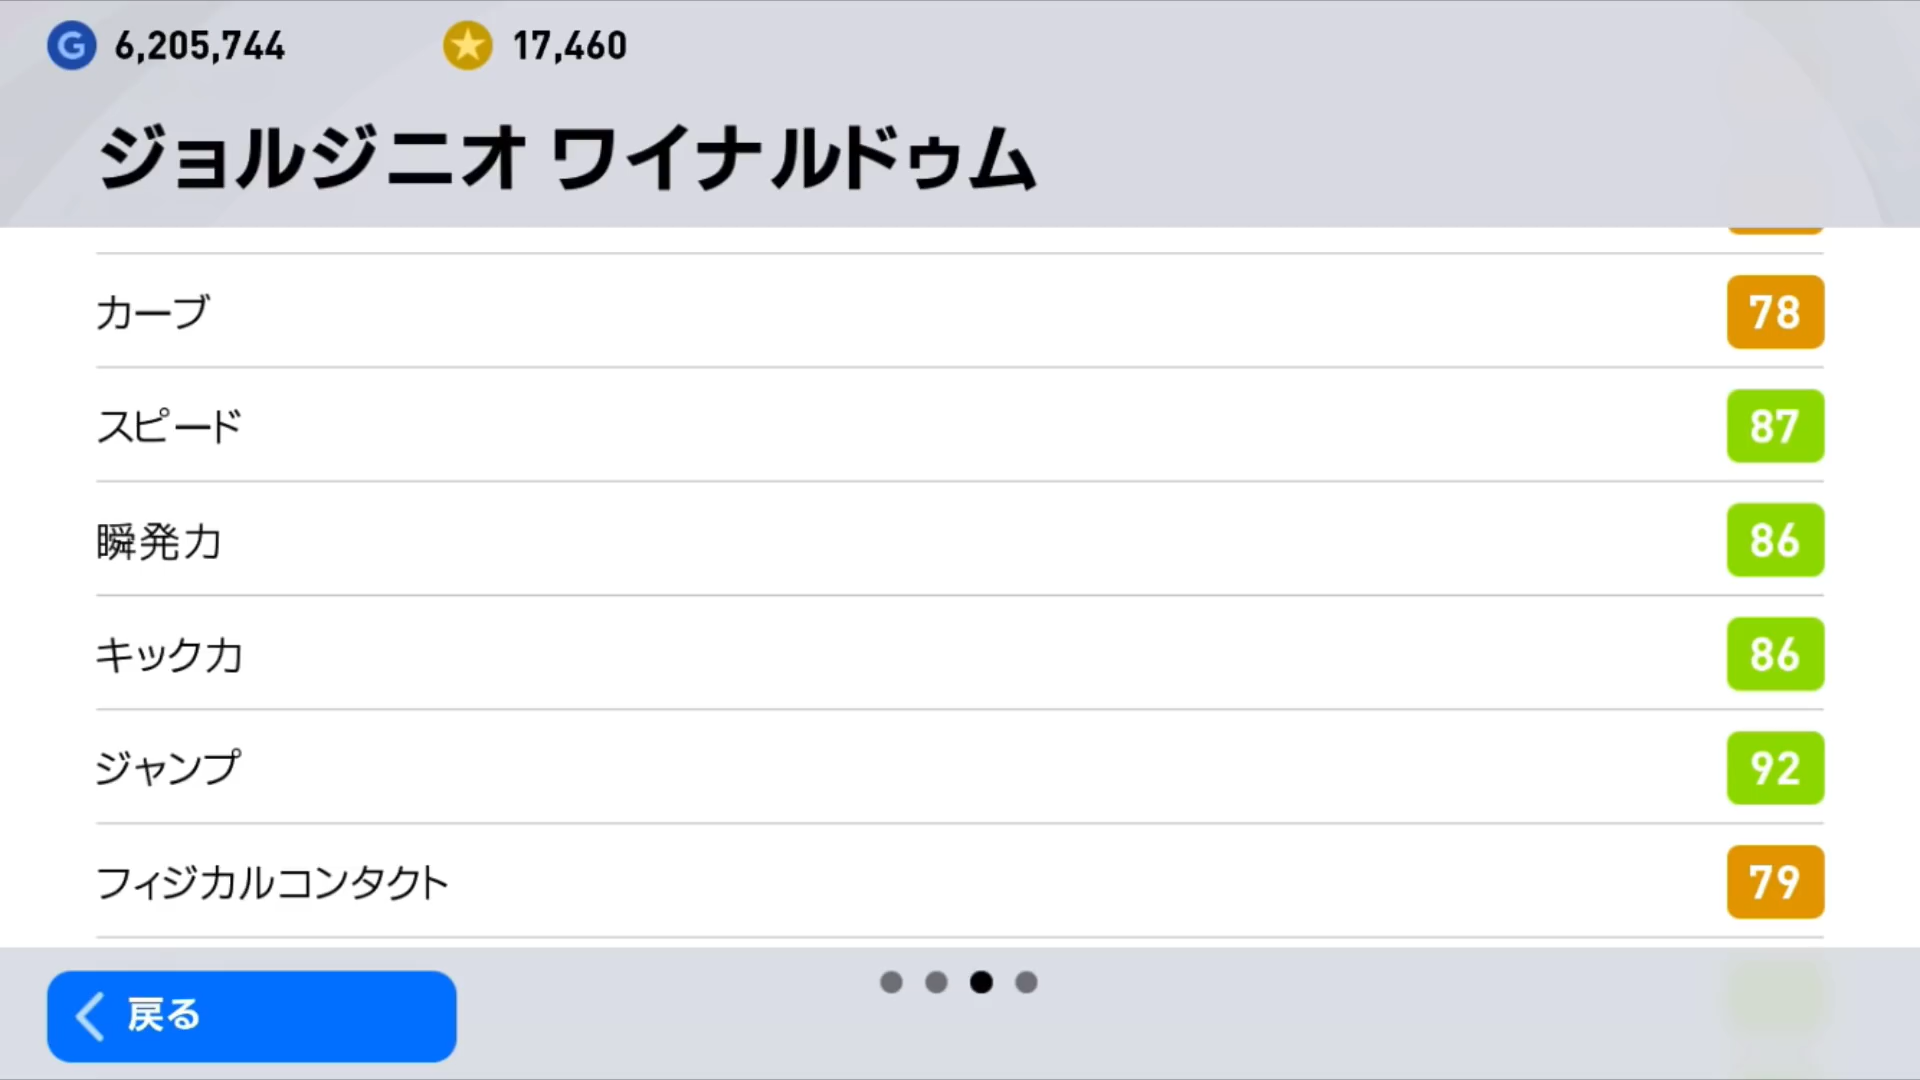 G 6,205,744 17,460
ジョルジニオ ワイナルドゥム
カーブ 78
スピード 87
瞬発力 86
キック力 86
ジャンプ 92
フィジカルコンタクト 79
戻る